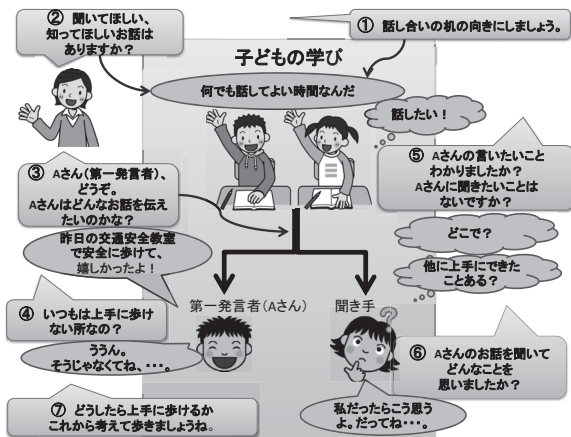 ① 話し合いの机の向きにしましょう。
② 聞いてほしい、
知ってほしいお話は
ありますか？
子どもの学び
何でも話してよい時間なんだ
話したい！
③ Aさん（第一発言者）、
どうぞ。
Aさんはどんなお話を伝え
たいのかな？
昨日の交通安全教室
で安全に歩けて、
嬉しかったよ！
⑤ Aさんの言いたいこと
わかりましたか？
Aさんに聞きたいことは
ないですか？
どこで？
他に上手にできた
ことある？
第一発言者（Aさん）
聞き手
④ いつもは上手に歩け
ない所なの？
ううん。
そうじゃなくてね、・・・。
⑥ Aさんのお話を聞いて
どんなことを
思いましたか？
私だったらこう思う
よ。だってね・・・。
⑦ どうしたら上手に歩けるか
これから考えて歩きましょうね。